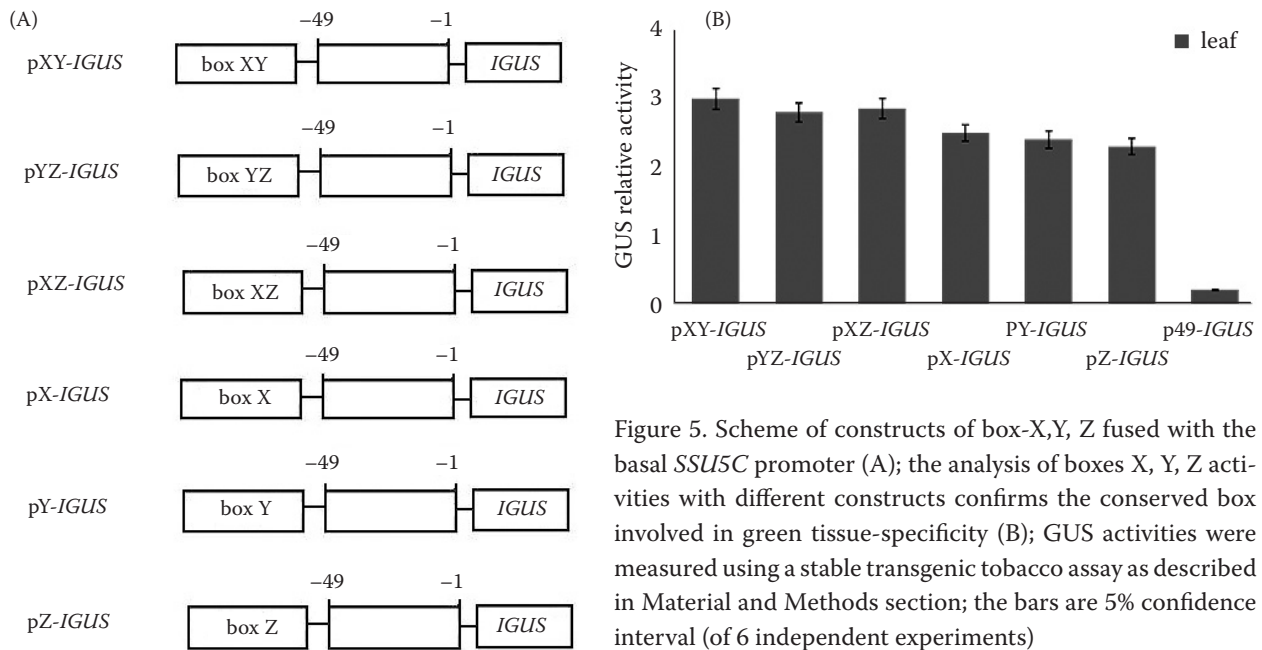 (A)
−49 −1
pXY-IGUS box XY IGUS
−49 −1
pYZ-IGUS box YZ IGUS
−49 −1
pXZ-IGUS box XZ IGUS
−49 −1
pX-IGUS box X IGUS
−49 −1
pY-IGUS box Y IGUS
−49 −1
pZ-IGUS box Z IGUS
(B)
leaf
GUS relative activity
4
3
2
1
0
pXY-IGUS pXZ-IGUS PY-IGUS p49-IGUS
pYZ-IGUS pX-IGUS pZ-IGUS
Figure 5. Scheme of constructs of box-X,Y, Z fused with the
basal SSU5C promoter (A); the analysis of boxes X, Y, Z acti-
vities with different constructs confirms the conserved box
involved in green tissue-specificity (B); GUS activities were
measured using a stable transgenic tobacco assay as described
in Material and Methods section; the bars are 5% confidence
interval (of 6 independent experiments)